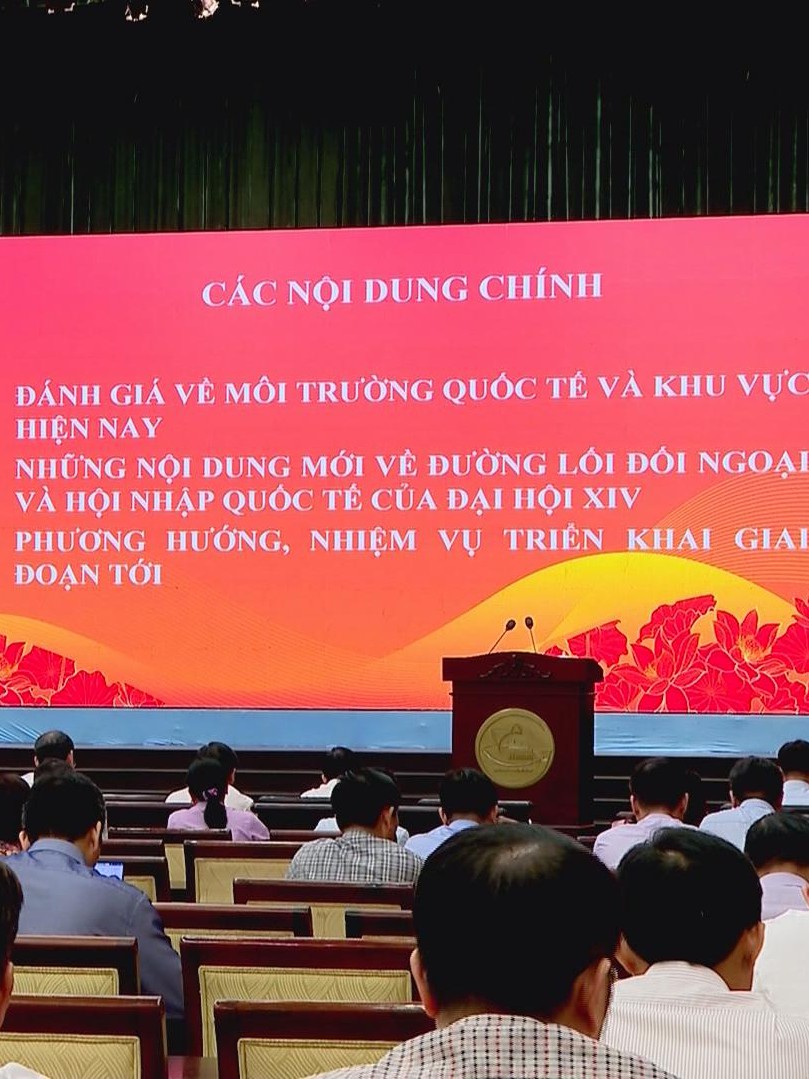 CÁC NỘI DUNG CHÍNH
ĐÁNH GIÁ VỀ MÔI TRƯỜNG QUỐC TẾ VÀ KHU VỰC
HIỆN NAY
NHỮNG NỘI DUNG MỚI VỀ ĐƯỜNG LỐI ĐỐI NGOẠI
VÀ HỘI NHẬP QUỐC TẾ CỦA ĐẠI HỘI XIV
PHƯƠNG HƯỚNG, NHIỆM VỤ TRIỂN KHAI GIAI
ĐOẠN TỚI